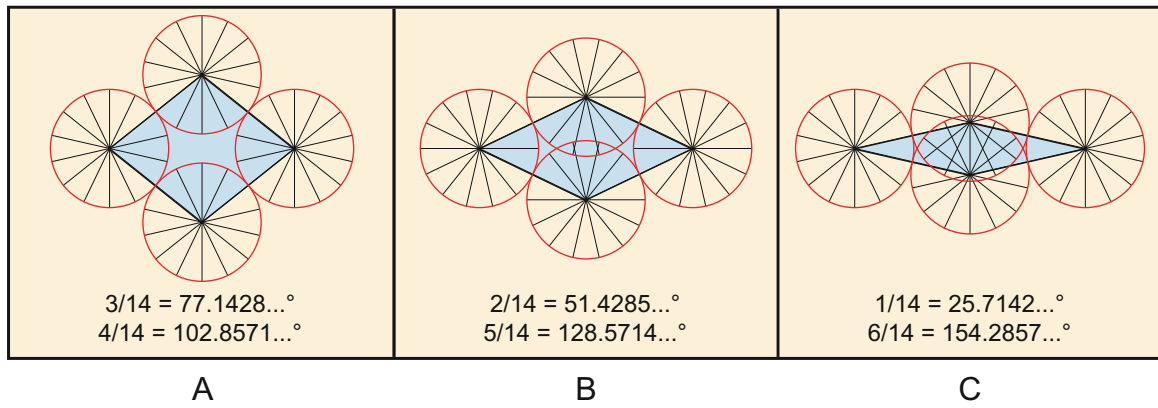 3/14 = 77.1428...°
4/14 = 102.8571...°
2/14 = 51.4285...°
5/14 = 128.5714...°
1/14 = 25.7142...°
6/14 = 154.2857...°
A
B
C